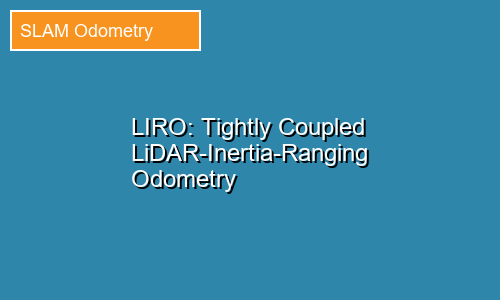 SLAM Odometry
LIRO: Tightly Coupled
LiDAR-Inertia-Ranging
Odometry